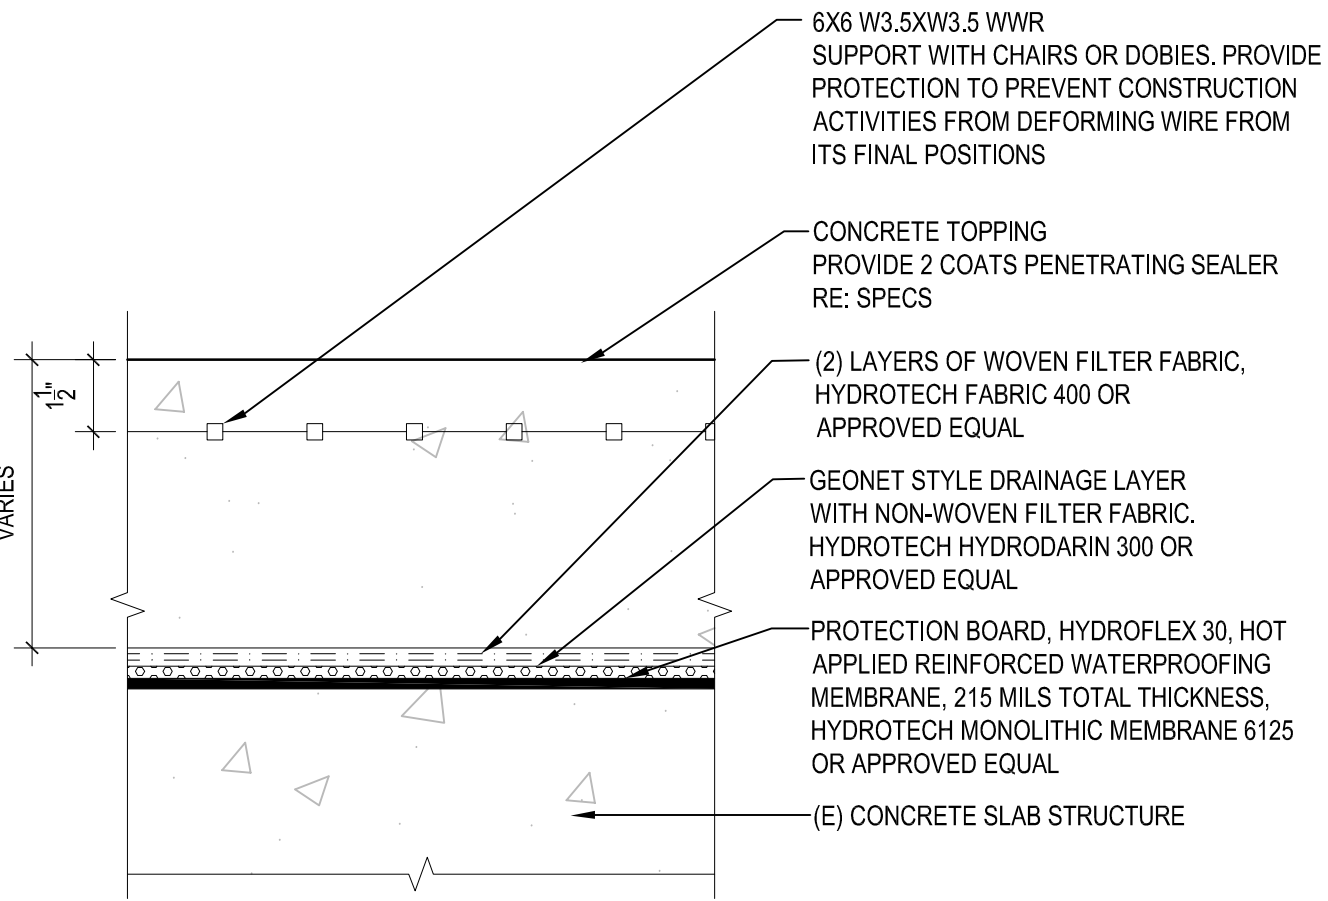 6X6 W3.5XW3.5 WWR
SUPPORT WITH CHAIRS OR DOBIES. PROVIDE
PROTECTION TO PREVENT CONSTRUCTION
ACTIVITIES FROM DEFORMING WIRE FROM
ITS FINAL POSITIONS
CONCRETE TOPPING
PROVIDE 2 COATS PENETRATING SEALER
RE: SPECS
(2) LAYERS OF WOVEN FILTER FABRIC,
HYDROTECH FABRIC 400 OR
APPROVED EQUAL
GEONET STYLE DRAINAGE LAYER
WITH NON-WOVEN FILTER FABRIC.
HYDROTECH HYDRODARIN 300 OR
APPROVED EQUAL
PROTECTION BOARD, HYDROFLEX 30, HOT
APPLIED REINFORCED WATERPROOFING
MEMBRANE, 215 MILS TOTAL THICKNESS,
HYDROTECH MONOLITHIC MEMBRANE 6125
OR APPROVED EQUAL
(E) CONCRETE SLAB STRUCTURE
1 1/2"
VARIES